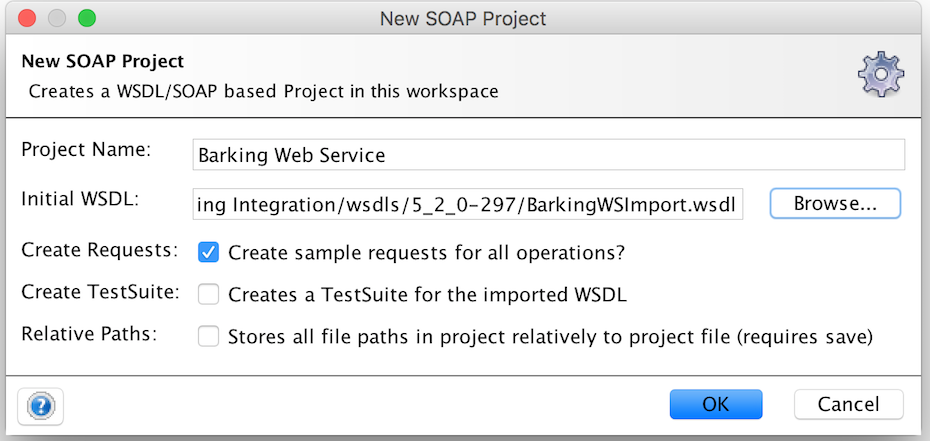 New SOAP Project
New SOAP Project
Creates a WSDL/SOAP based Project in this workspace
Project Name: Barking Web Service
Initial WSDL: ing Integration/wsdls/5_2_0-297/BarkingWSImport.wsdl Browse...
Create Requests: Create sample requests for all operations?
Create TestSuite: Creates a TestSuite for the imported WSDL
Relative Paths: Stores all file paths in project relatively to project file (requires save)
? OK Cancel